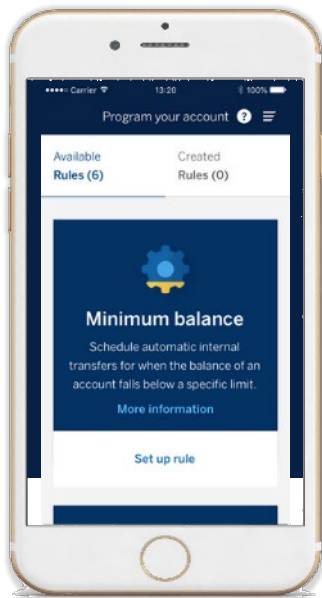 Carrier 13:20 100%
Program your account ?
Available Created
Rules (6) Rules (0)
Minimum balance
Schedule automatic internal
transfers for when the balance of an
account falls below a specific limit.
More information
Set up rule